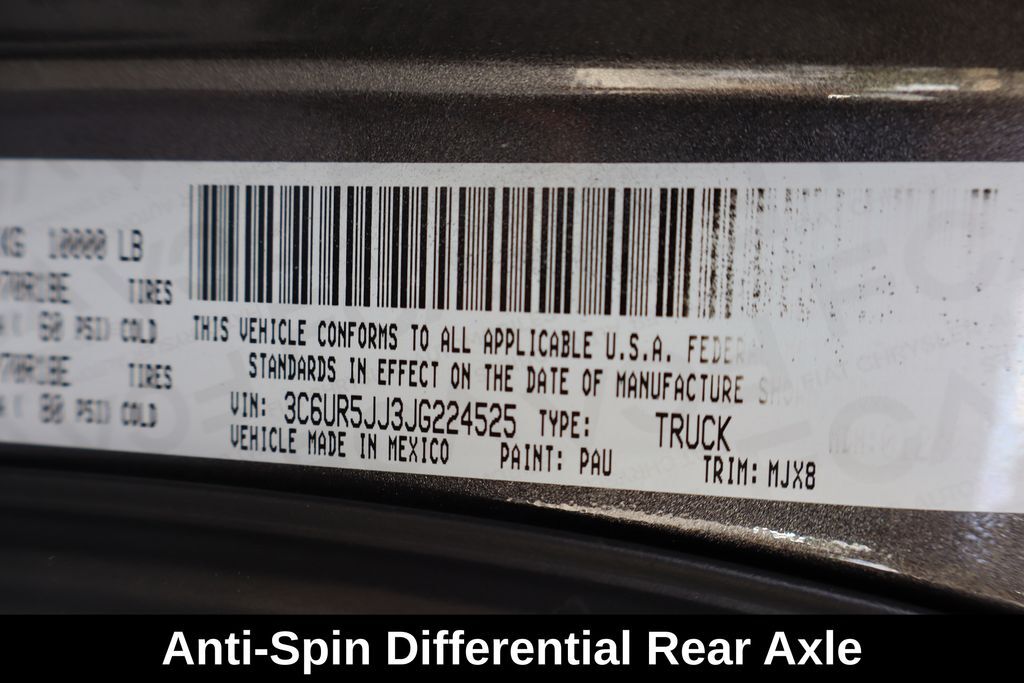 KG 10000 LB
TIRES
60 PSI) COLD
TIRES
80 PSI) COLD
THIS VEHICLE CONFORMS TO ALL APPLICABLE U.S.A. FEDERA
STANDARDS IN EFFECT ON THE DATE OF MANUFACTURE
VIN: 3C6UR5JJ3JG224525 TYPE: TRUCK
VEHICLE MADE IN MEXICO PAINT: PAU TRIM: MJX8
Anti-Spin Differential Rear Axle